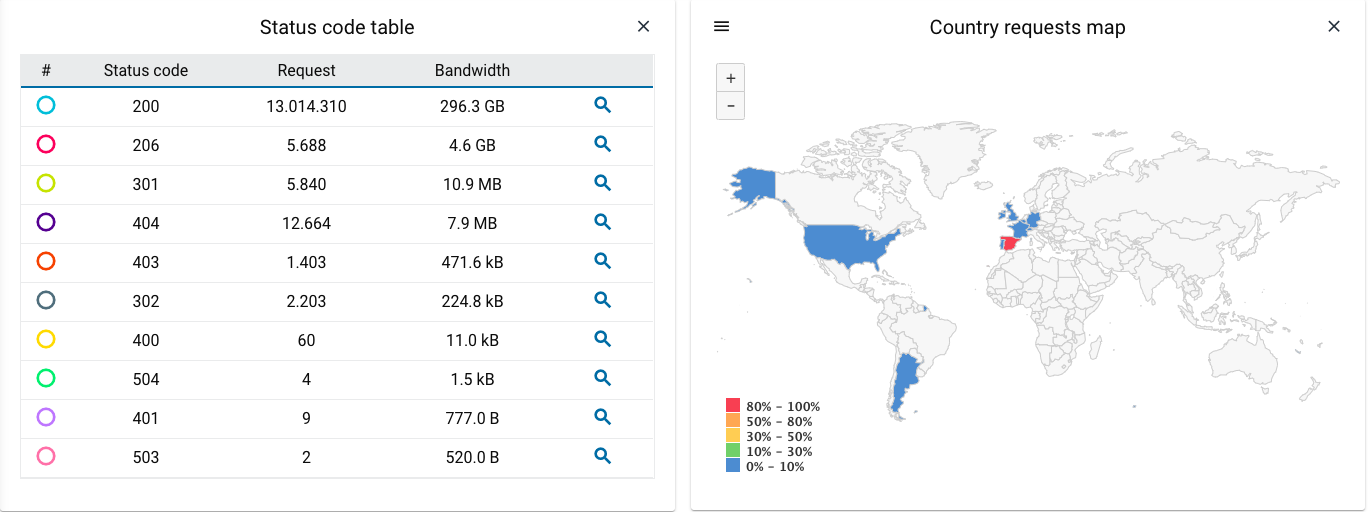 Status code table
# Status code Request Bandwidth
200 13.014.310 296.3 GB
206 5.688 4.6 GB
301 5.840 10.9 MB
404 12.664 7.9 MB
403 1.403 471.6 kB
302 2.203 224.8 kB
400 60 11.0 kB
504 4 1.5 kB
401 9 777.0 B
503 2 520.0 B
Country requests map
+
−
80% - 100%
50% - 80%
30% - 50%
10% - 30%
0% - 10%